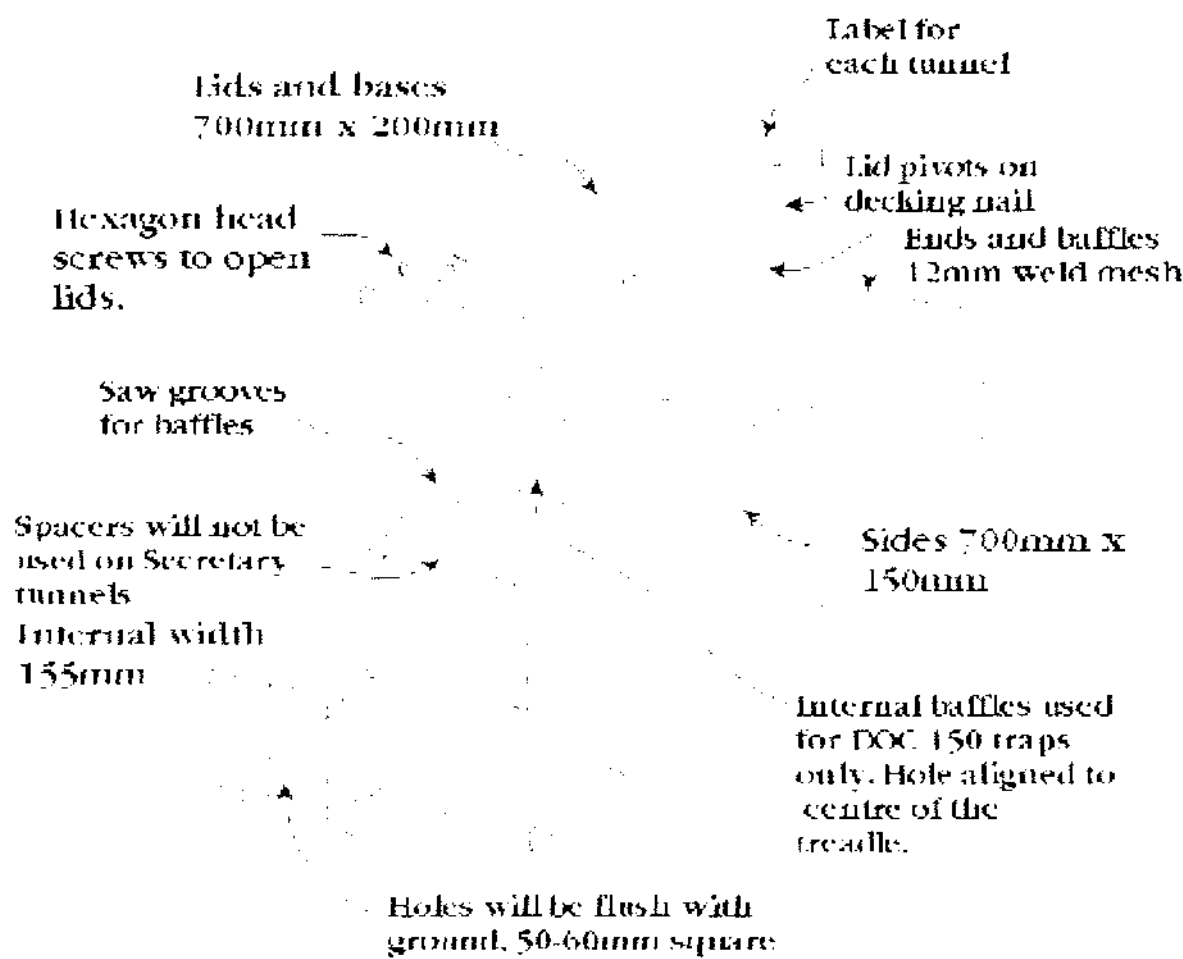 Label for
each tunnel
Lids and bases
700mm x 200mm
Lid pivots on
decking nail
Hexagon head
screws to open
lids.
Ends and baffles
12mm weld mesh
Saw grooves
for baffles
Spacers will not be
used on Secretary
tunnels
Sides 700mm x
150mm
Internal width
155mm
Internal baffles used
for DOC 150 traps
only. Hole aligned to
centre of the
treadle.
Holes will be flush with
ground, 50-60mm square